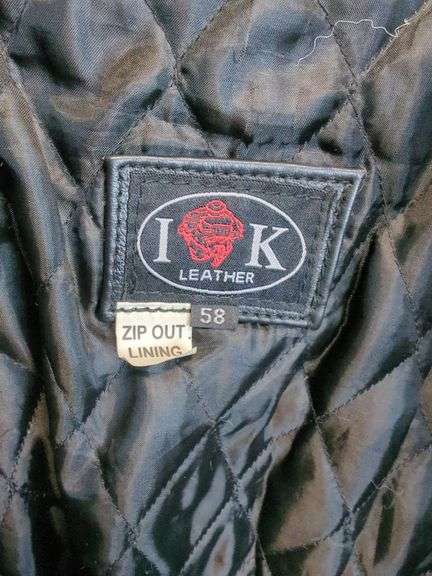 I K
LEATHER
58
ZIP OUT
LINING